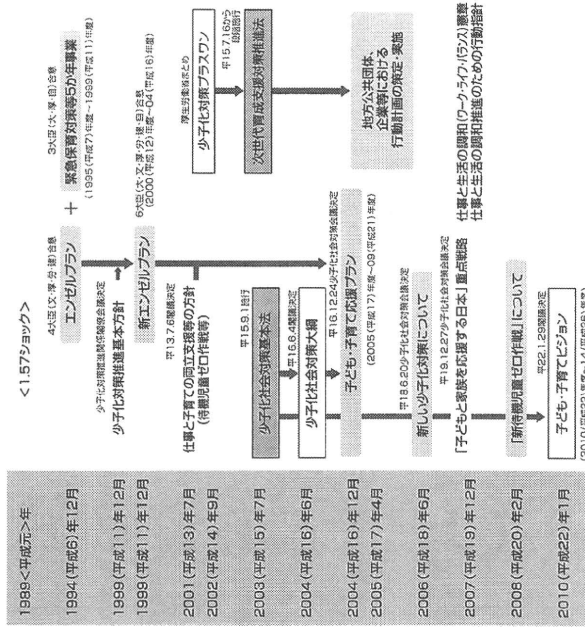 1989<平成元>年
<1.57ショック>
1994(平成6)年12月
4大臣(文・厚・労・建)合意
エンゼルプラン
+
3大臣(大・厚・自)合意
緊急保育対策等5か年事業
(1995(平成7)年度~1999(平成11)年度)
1999(平成11)年12月
少子化対策推進関係閣僚会議決定
少子化対策推進基本方針
1999(平成11)年12月
新エンゼルプラン
6大臣(大・文・厚・労・建・自)合意
(2000(平成12)年度~04(平成16)年度)
2001(平成13)年7月
平13.7.6閣議決定
仕事と子育ての両立支援等の方針
(待機児童ゼロ作戦等)
2002(平成14)年9月
厚生労働省まとめ
少子化対策プラスワン
2003(平成15)年7月
平15.9.1施行
少子化社会対策基本法
平15.7.16から
段階施行
次世代育成支援対策推進法
2004(平成16)年6月
平16.6.4閣議決定
少子化社会対策大綱
2004(平成16)年12月
平16.12.24少子化社会対策会議決定
子ども・子育て応援プラン
(2005(平成17)年度~09(平成21)年度)
2005(平成17)年4月
地方公共団体、
企業等における
行動計画の策定・実施
2006(平成18)年6月
平18.6.20少子化社会対策会議決定
新しい少子化対策について
2007(平成19)年12月
平19.12.27少子化社会対策会議決定
「子どもと家族を応援する日本」重点戦略
仕事と生活の調和(ワーク・ライフ・バランス)憲章
仕事と生活の調和推進のための行動指針
2008(平成20)年2月
「新待機児童ゼロ作戦」について
2010(平成22)年1月
平22.1.29閣議決定
子ども・子育てビジョン